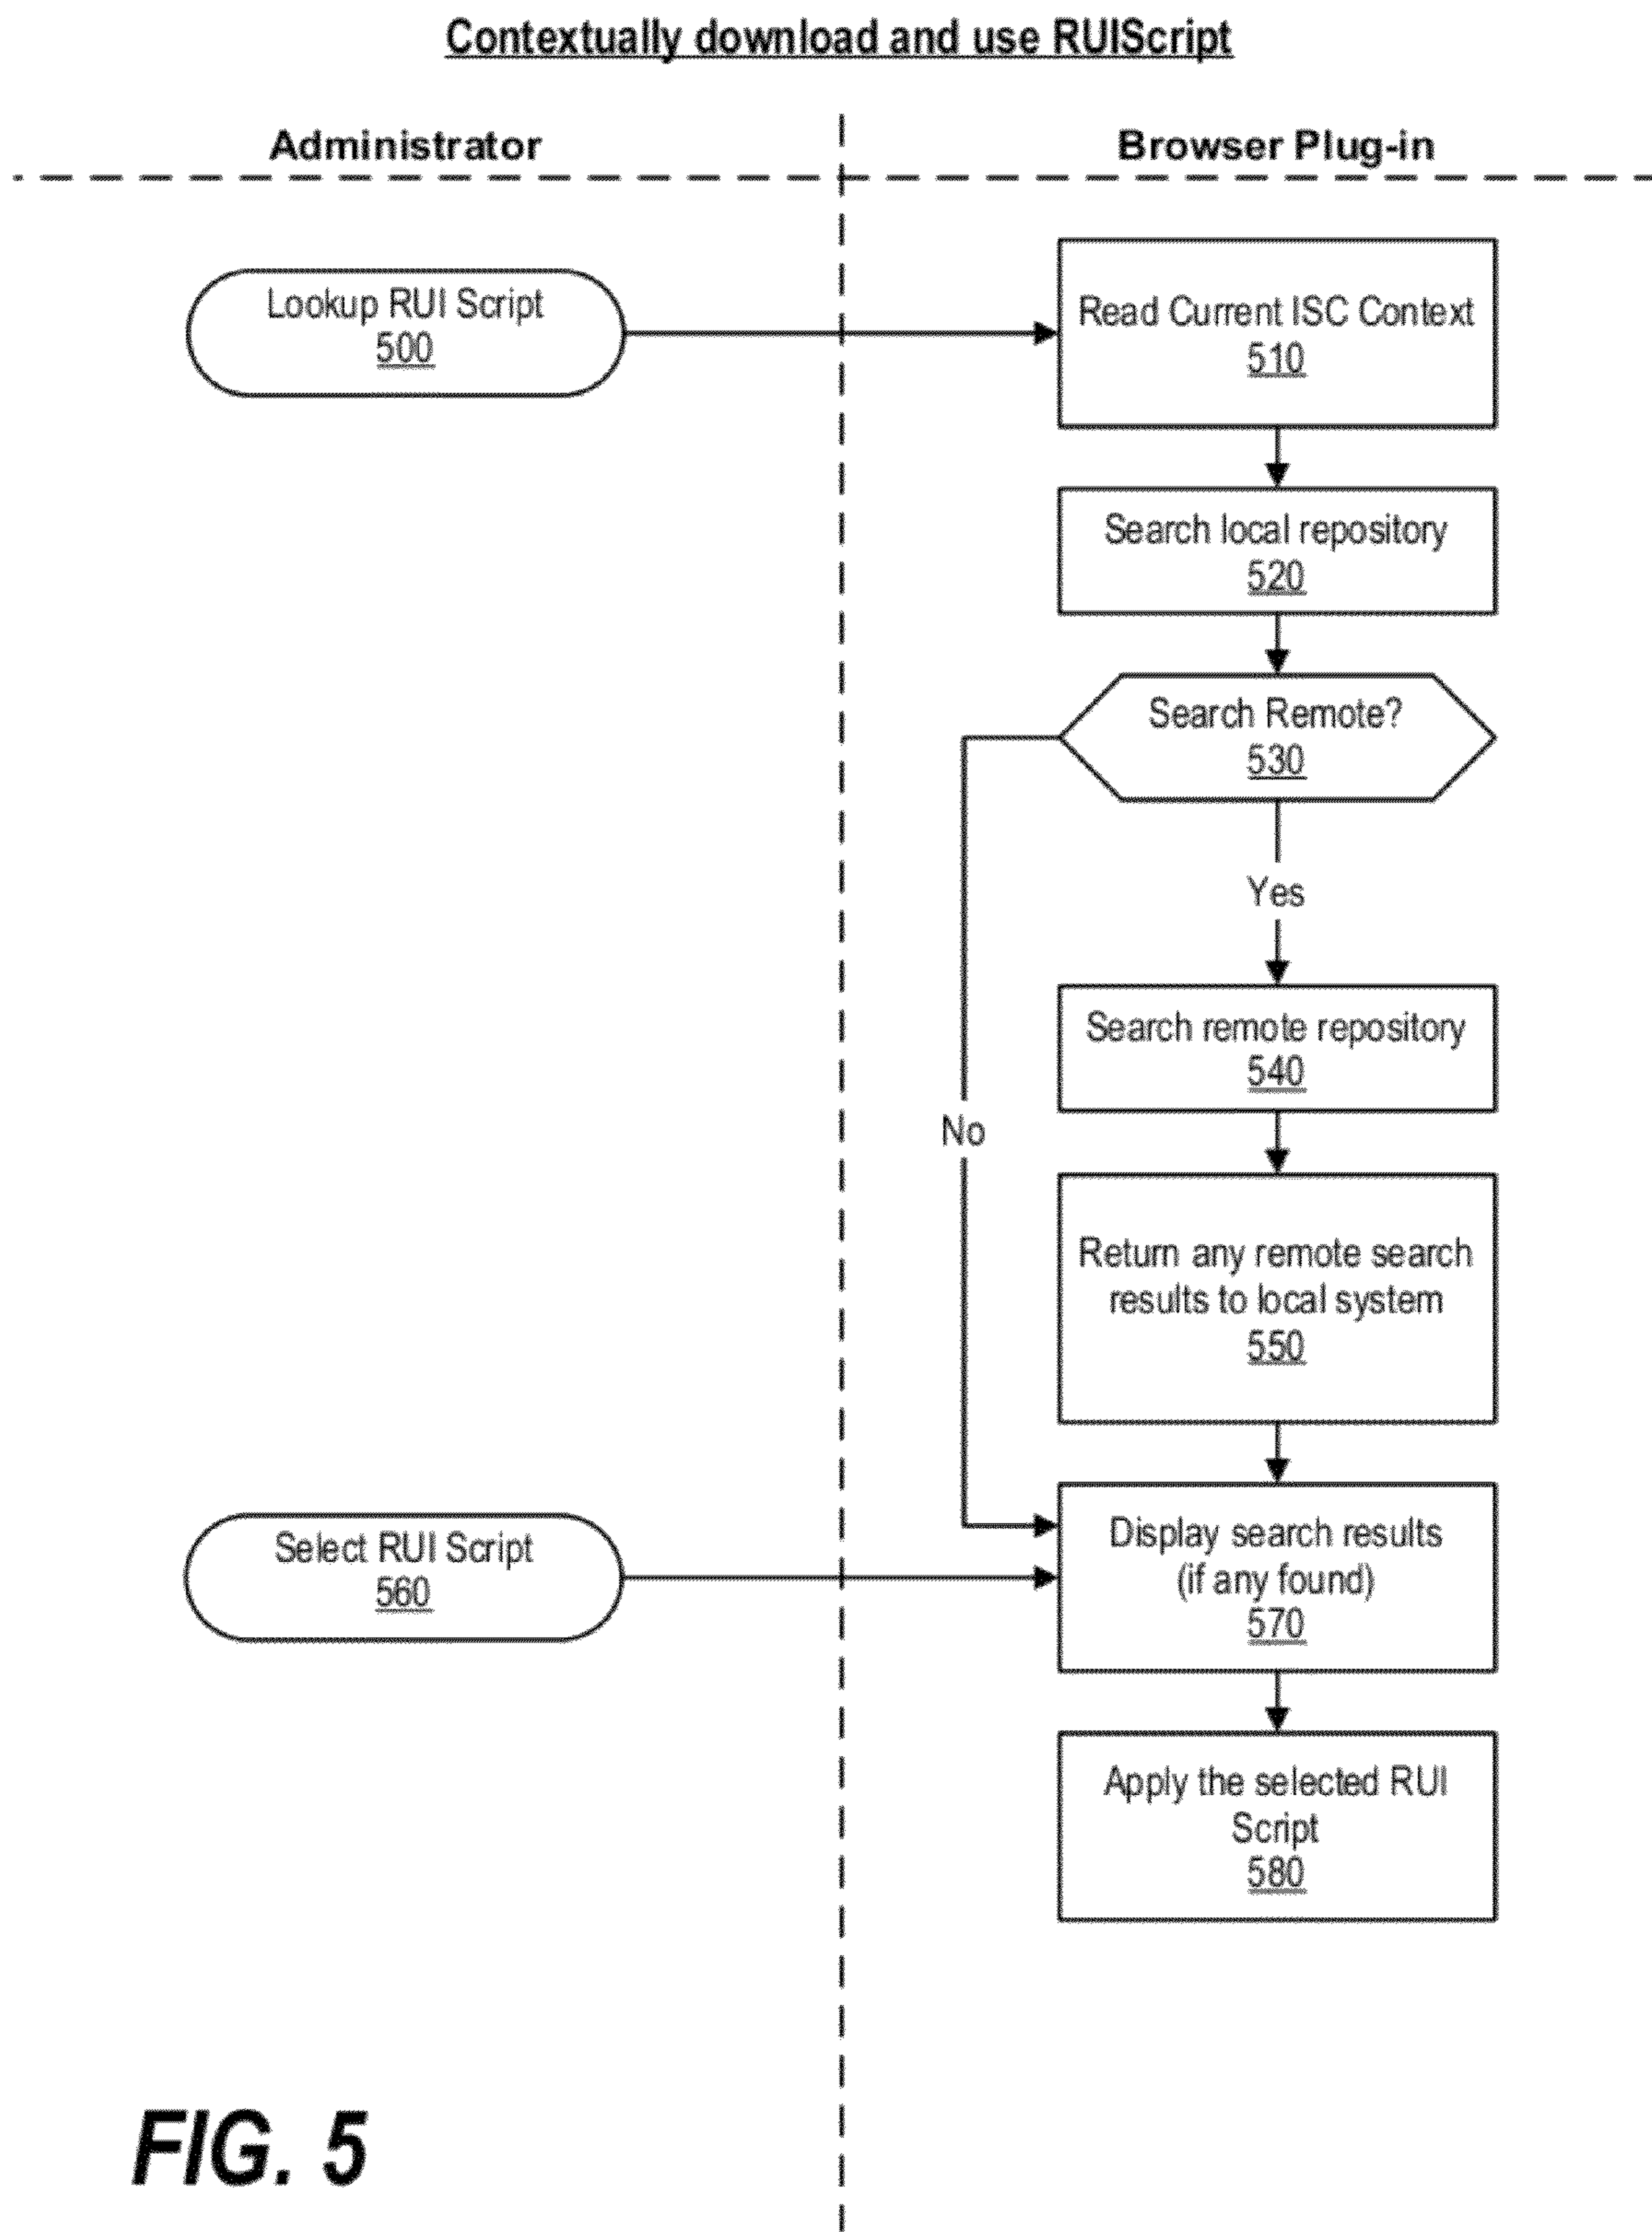 Contextually download and use RUIScript
Administrator
Browser Plug-in
Lookup RUI Script
500
Read Current ISC Context
510
Search local repository
520
Search Remote?
530
Yes
Search remote repository
540
No
Return any remote search
results to local system
550
Select RUI Script
560
Display search results
(if any found)
570
Apply the selected RUI
Script
580
FIG. 5